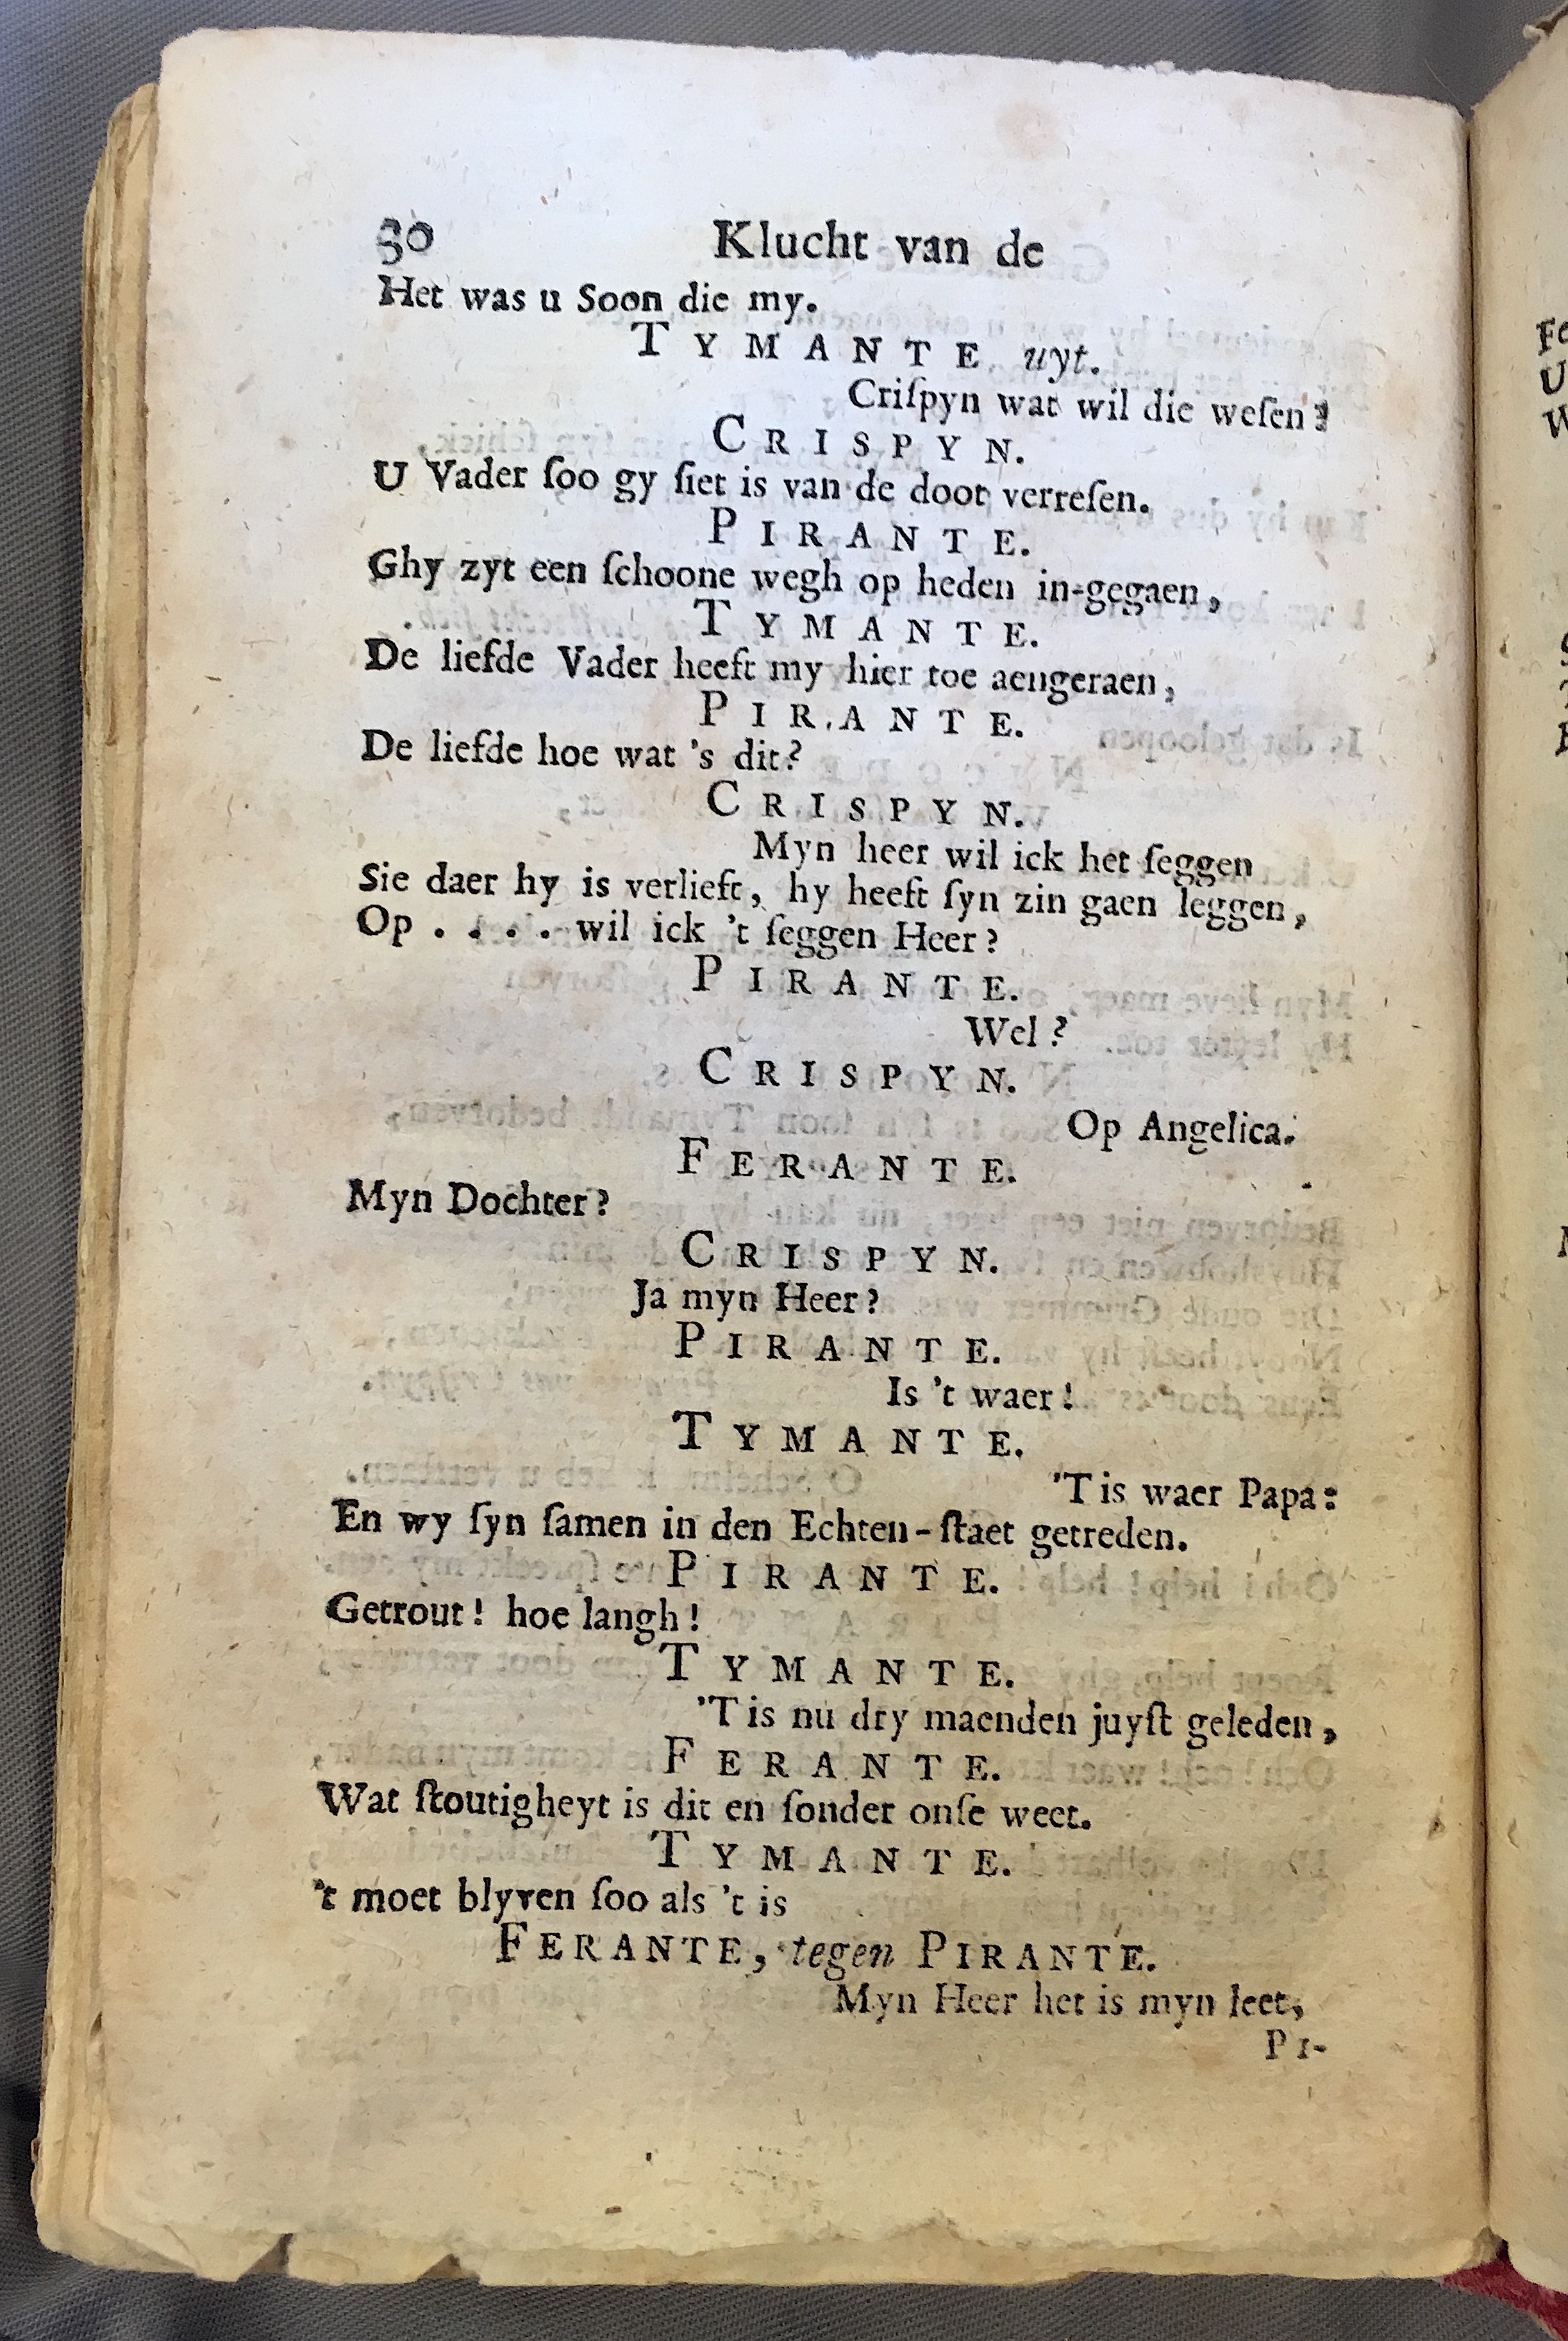 30 Klucht van de
Het was u Soon die my.
TYMANTE uyt.
Criſpyn wat wil die weſen?
CRISPYN.
U Vader ſoo gy ſiet is van de doot verreſen.
PIRANTE.
Ghy zyt een ſchoone wegh op heden in-gegaen,
TYMANTE.
De liefde Vader heeft my hier toe aengeraen,
PIRANTE.
De liefde hoe wat 's dit?
CRISPYN.
Myn heer wil ick het ſeggen
Sie daer hy is verlieft, hy heeft ſyn zin gaen leggen,
Op . . . . wil ick 't ſeggen Heer?
PIRANTE.
Wel?
CRISPYN.
Op Angelica.
FERANTE.
Myn Dochter?
CRISPYN.
Ja myn Heer?
PIRANTE.
Is 't waer!
TYMANTE.
'Tis waer Papa:
En wy ſyn ſamen in den Echten-ſtaet getreden.
PIRANTE.
Getrout! hoe langh!
TYMANTE.
'Tis nu dry maenden juyſt geleden,
FERANTE.
Wat ſtoutigheyt is dit en ſonder onſe weet.
TYMANTE.
't moet blyven ſoo als 't is
FERANTE, tegen PIRANTE.
Myn Heer het is myn leet,
PI-